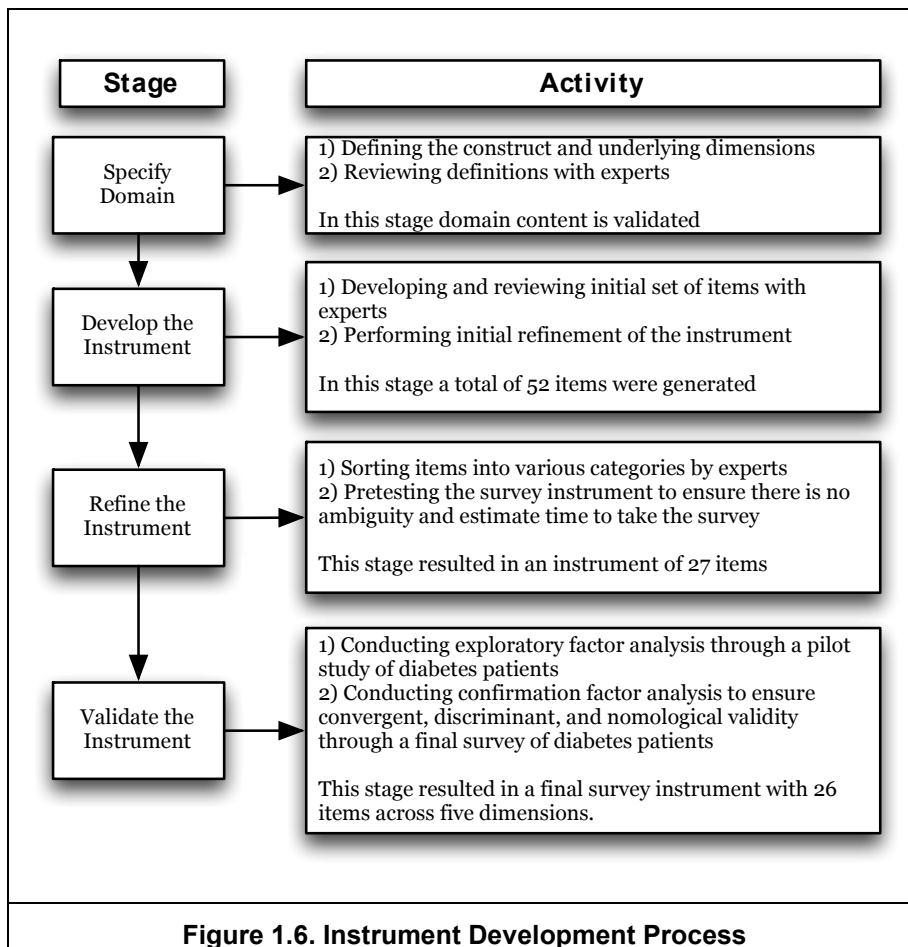 Stage
Activity
Specify
Domain
1) Defining the construct and underlying dimensions
2) Reviewing definitions with experts
In this stage domain content is validated
Develop the
Instrument
1) Developing and reviewing initial set of items with
experts
2) Performing initial refinement of the instrument
In this stage a total of 52 items were generated
Refine the
Instrument
1) Sorting items into various categories by experts
2) Pretesting the survey instrument to ensure there is no
ambiguity and estimate time to take the survey
This stage resulted in an instrument of 27 items
Validate the
Instrument
1) Conducting exploratory factor analysis through a pilot
study of diabetes patients
2) Conducting confirmation factor analysis to ensure
convergent, discriminant, and nomological validity
through a final survey of diabetes patients
This stage resulted in a final survey instrument with 26
items across five dimensions.
Figure 1.6. Instrument Development Process